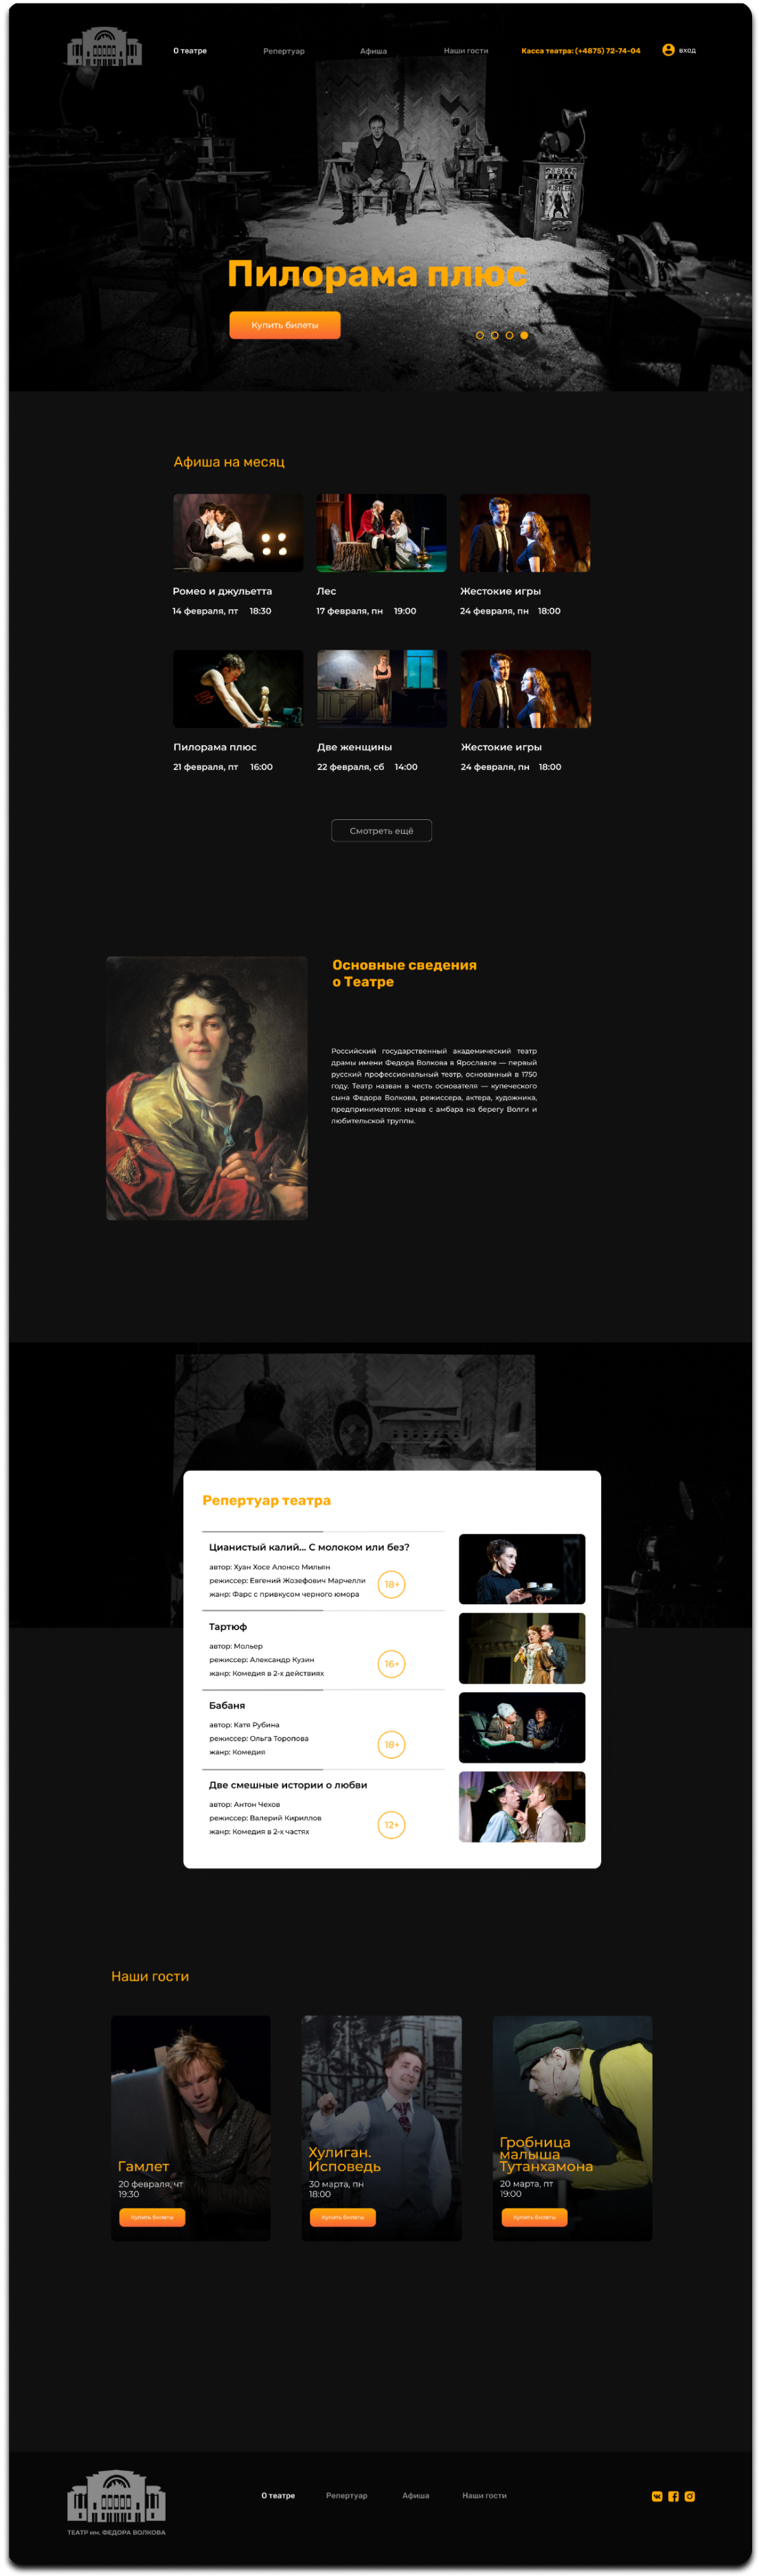 О театре
Репертуар
Афиша
Наши гости
Касса театра: (+4875) 72-74-04
вход
Пилорама плюс
Купить билеты
Афиша на месяц
Ромео и джульетта
14 февраля, пт 18:30
Лес
17 февраля, пн 19:00
Жестокие игры
24 февраля, пн 18:00
Пилорама плюс
21 февраля, пт 16:00
Две женщины
22 февраля, сб 14:00
Жестокие игры
24 февраля, пн 18:00
Смотреть ещё
Основные сведения
о Театре
Российский государственный академический театр
драмы имени Федора Волкова в Ярославле — первый
русский профессиональный театр, основанный в 1750
году. Театр назван в честь основателя — купеческого
сына Федора Волкова, режиссера, актера, художника,
предпринимателя: начав с амбара на берегу Волги и
любительской труппы.
Репертуар театра
Цианистый калий... С молоком или без?
автор: Хуан Хосе Алонсо Мильян
режиссер: Евгений Жозефович Марчелли
жанр: Фарс с привкусом черного юмора
18+
Тартюф
автор: Мольер
режиссер: Александр Кузин
жанр: Комедия в 2-х действиях
16+
Бабаня
автор: Катя Рубина
режиссер: Ольга Торопова
жанр: Комедия
18+
Две смешные истории о любви
автор: Антон Чехов
режиссер: Валерий Кириллов
жанр: Комедия в 2-х частях
12+
Наши гости
Гамлет
20 февраля, чт
19:30
Купить билеты
Хулиган.
Исповедь
30 марта, пн
18:00
Купить билеты
Гробница
малыша
Тутанхамона
20 марта, пт
19:00
Купить билеты
ТЕАТР им. ФЕДОРА ВОЛКОВА
О театре
Репертуар
Афиша
Наши гости